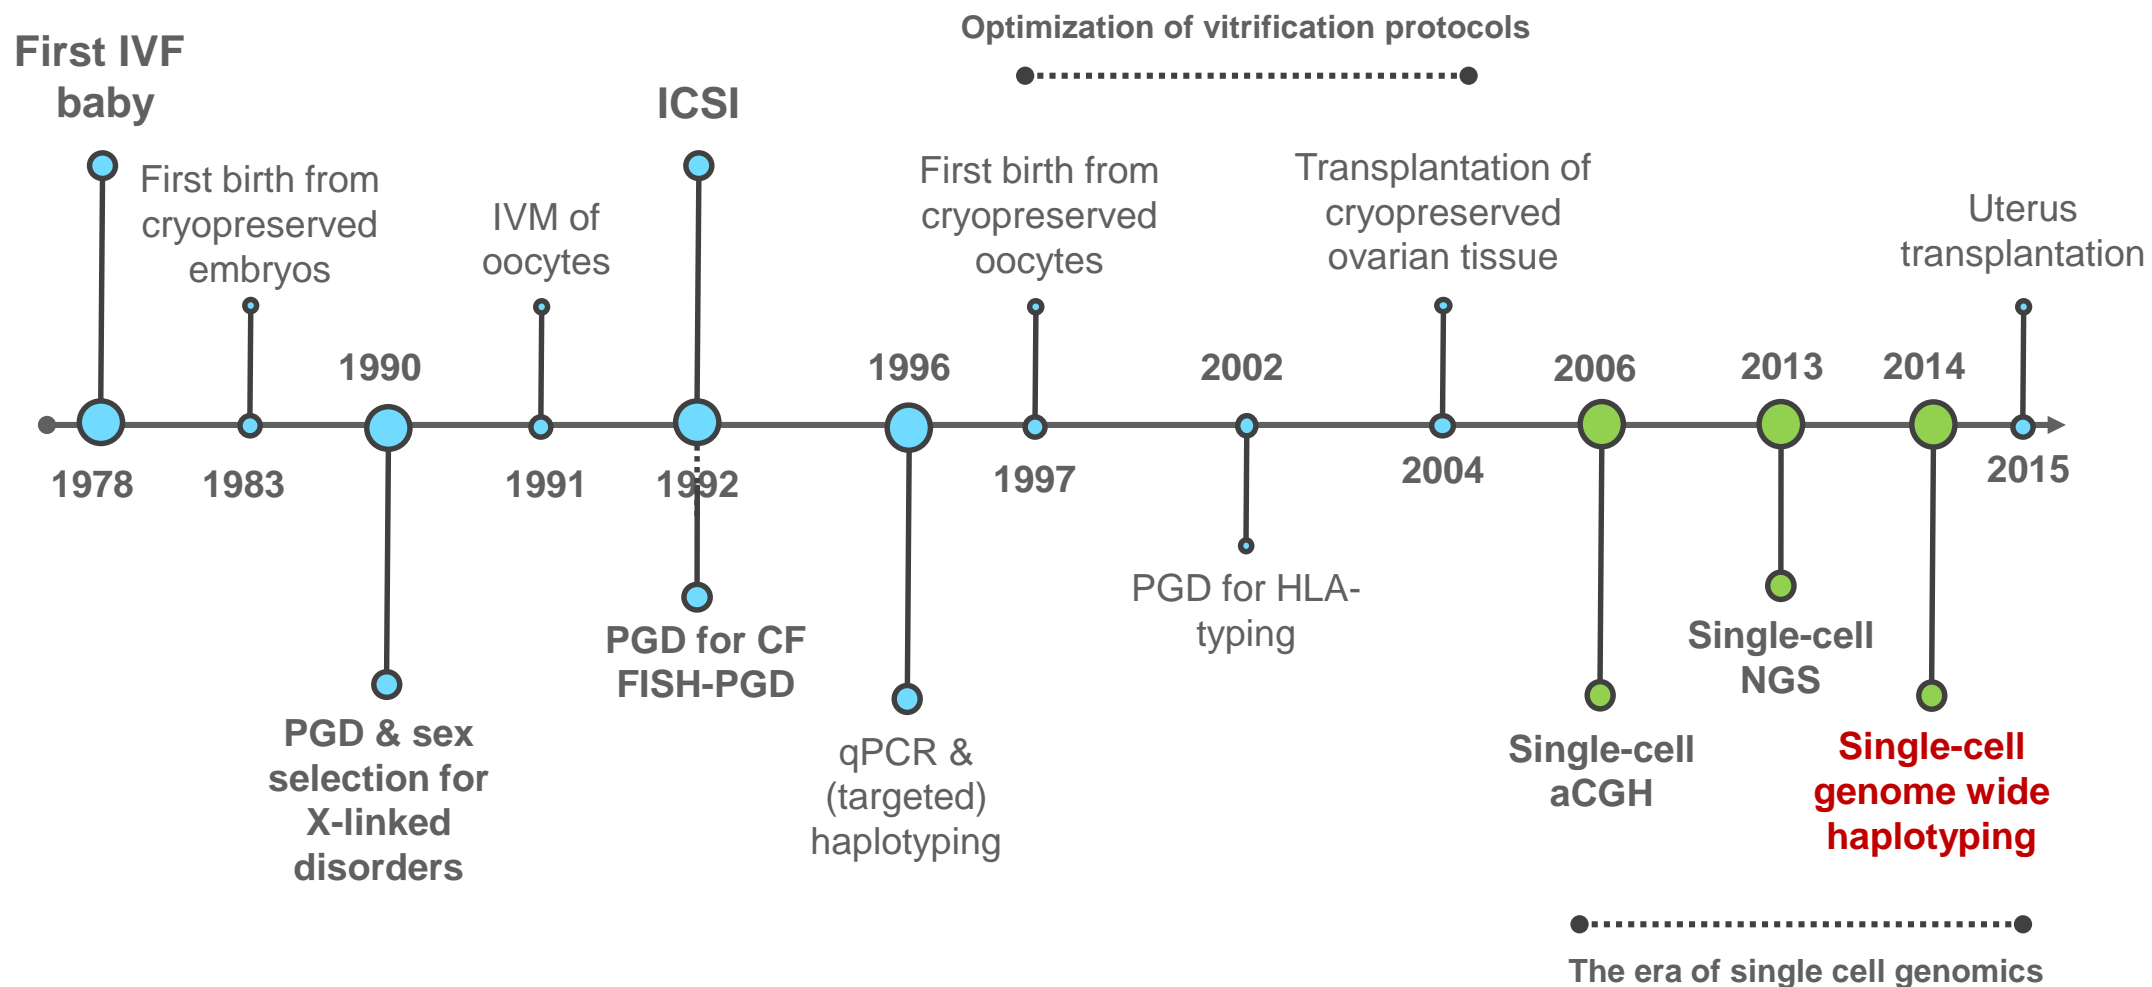 Optimization of vitrification protocols
First IVF
baby
ICSI
First birth from
cryopreserved
embryos
IVM of
oocytes
First birth from
cryopreserved
oocytes
Transplantation of
cryopreserved
ovarian tissue
Uterus
transplantation
1990
1996
2002
2006
2013
2014
1978
1983
1991
1992
1997
2004
2015
PGD for HLA-
typing
PGD for CF
FISH-PGD
Single-cell
NGS
PGD & sex
selection for
X-linked
disorders
qPCR &
(targeted)
haplotyping
Single-cell
aCGH
Single-cell
genome wide
haplotyping
The era of single cell genomics